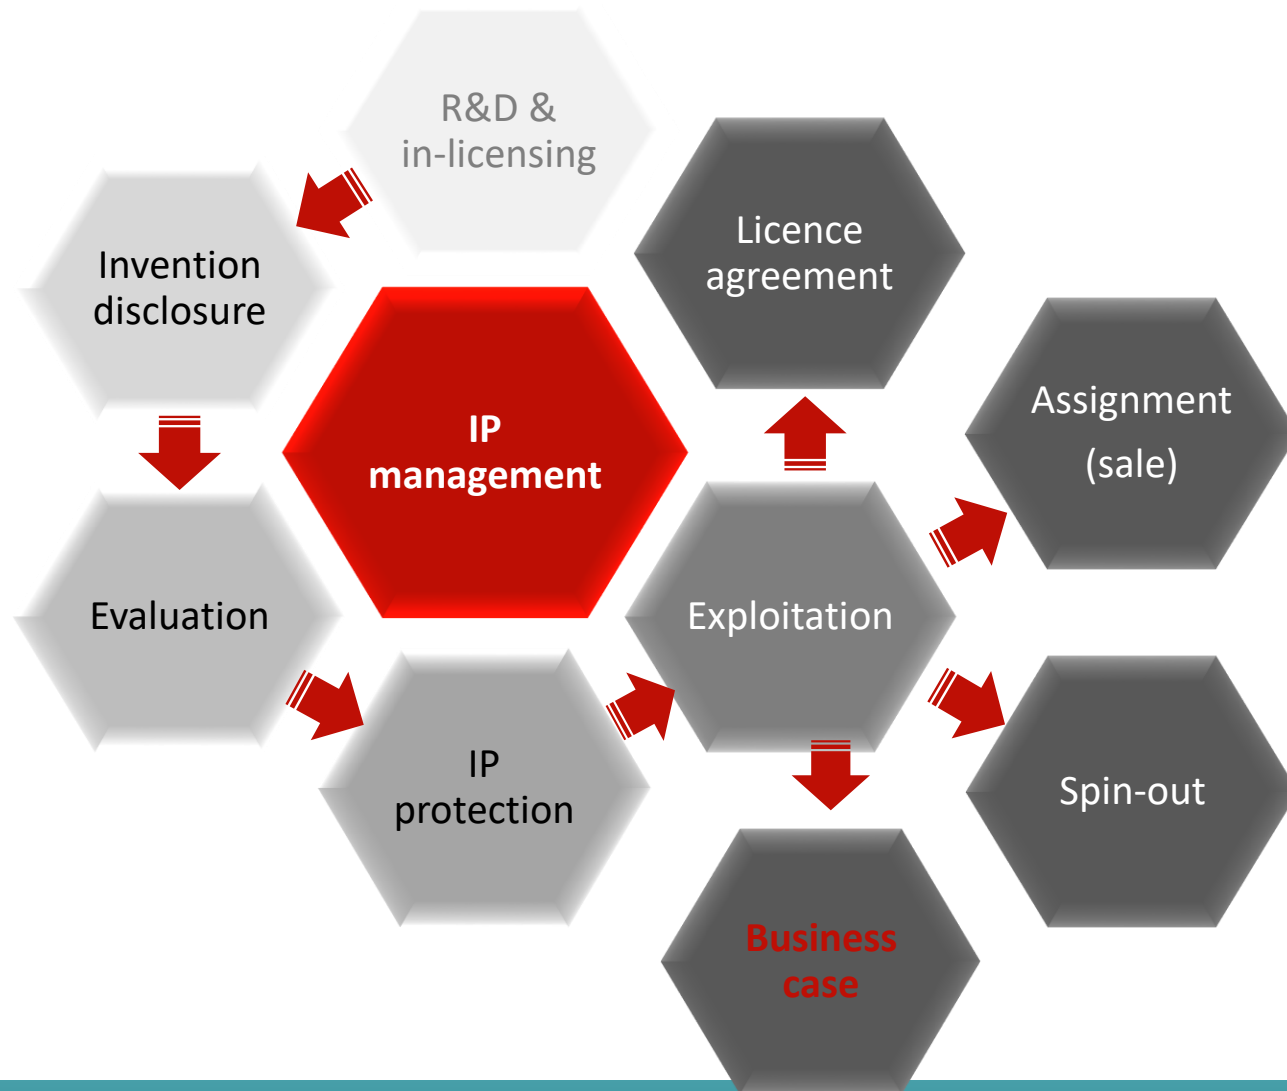 R&D &
in-licensing
Invention
disclosure
Licence
agreement
IP
management
Assignment
(sale)
Evaluation
Exploitation
IP
protection
Spin-out
Business
case